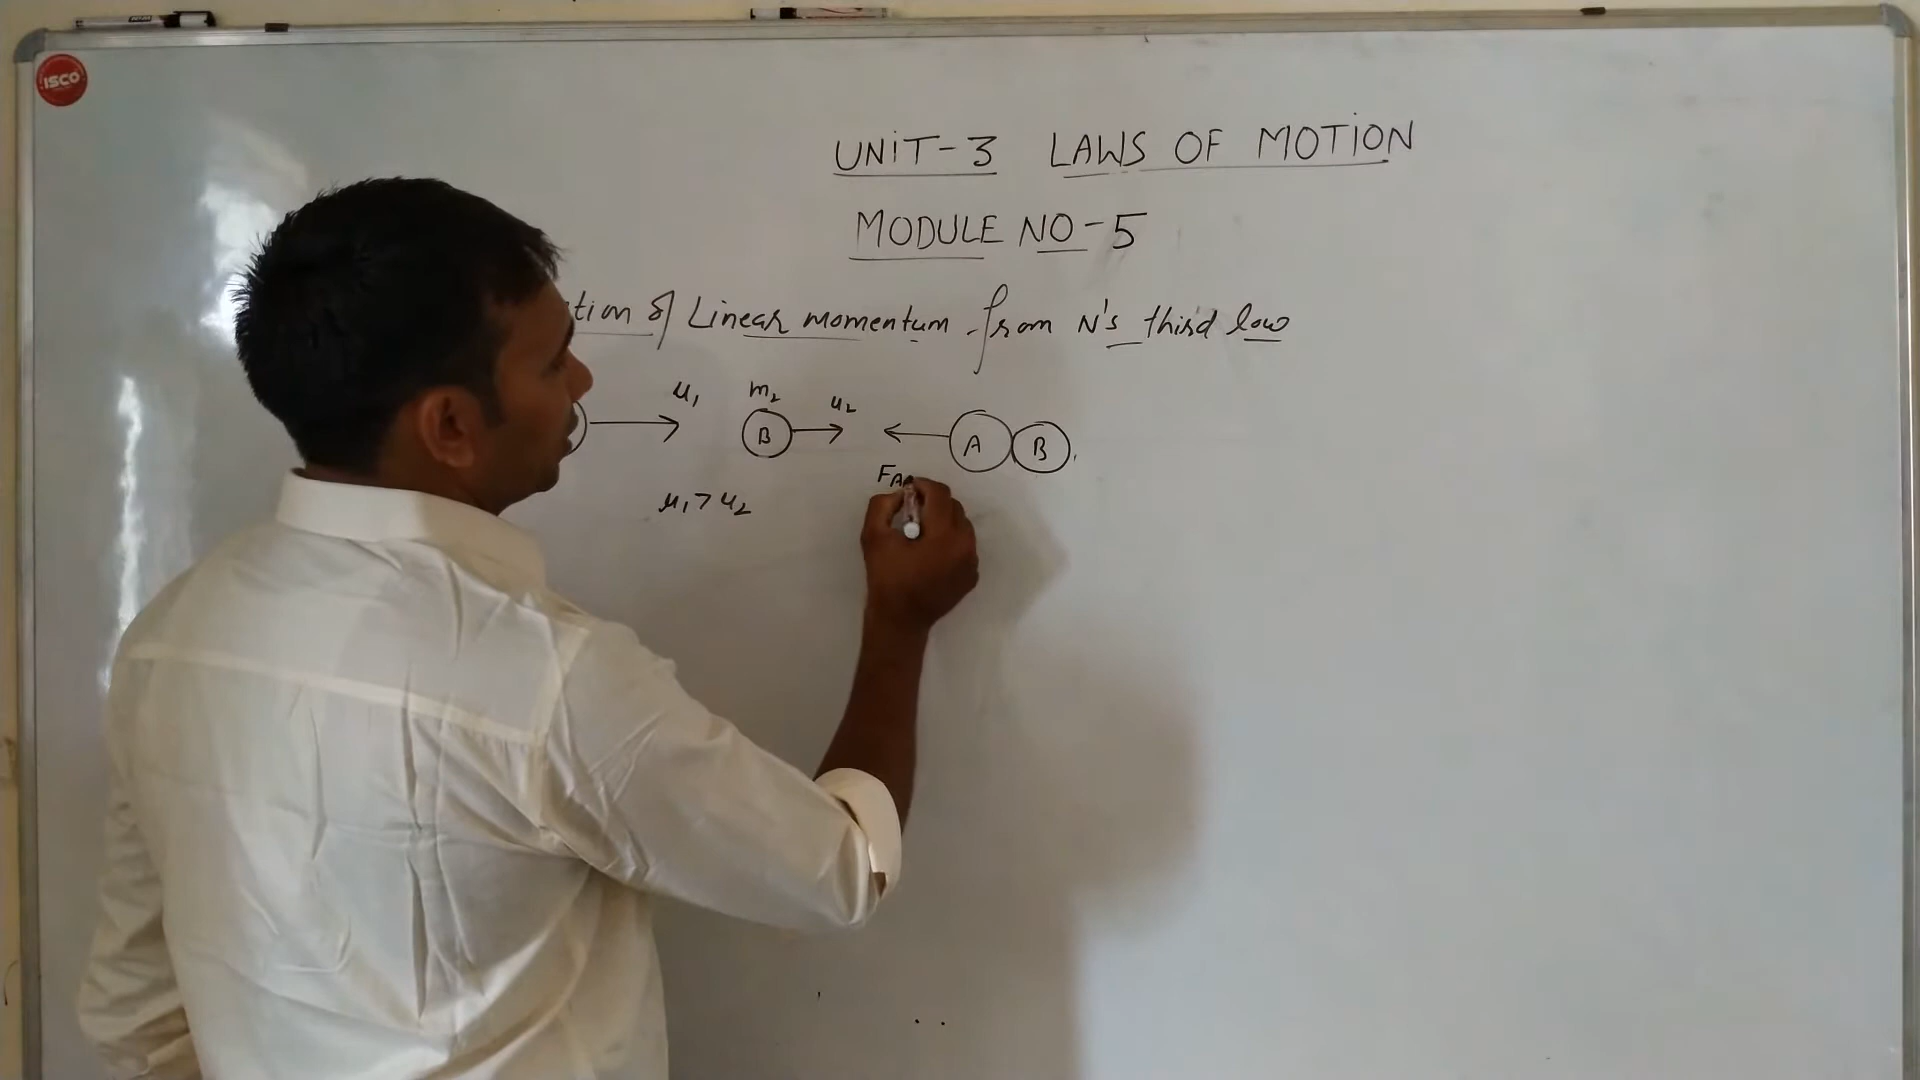 ISCO
UNIT-3 LAWS OF MOTION
MODULE NO-5
tion of Linear momentum from N's third law
u₁ m₂ u₂
B A B
u₁ > u₂